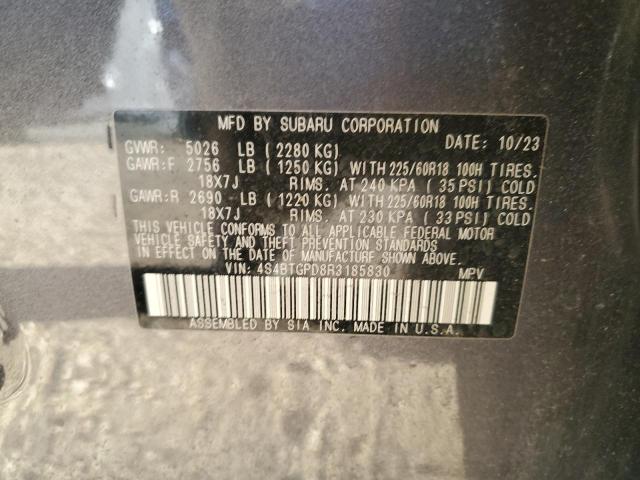 MFD BY SUBARU CORPORATION
GVWR: 5026 LB ( 2280 KG) DATE: 10/23
GAWR:F 2756 LB ( 1250 KG) WITH 225/60R18 100H TIRES.
18X7J RIMS. AT 240 KPA ( 35 PSI) COLD
GAWR:R 2690 LB ( 1220 KG) WITH 225/60R18 100H TIRES.
18X7J RIMS. AT 230 KPA ( 33 PSI) COLD
THIS VEHICLE CONFORMS TO ALL APPLICABLE FEDERAL MOTOR
VEHICLE SAFETY AND THEFT PREVENTION STANDARDS
IN EFFECT ON THE DATE OF MANUFACTURE SHOWN ABOVE.
VIN: 4S4BTGPD8R3185830 MPV
ASSEMBLED BY SIA INC. MADE IN U.S.A.